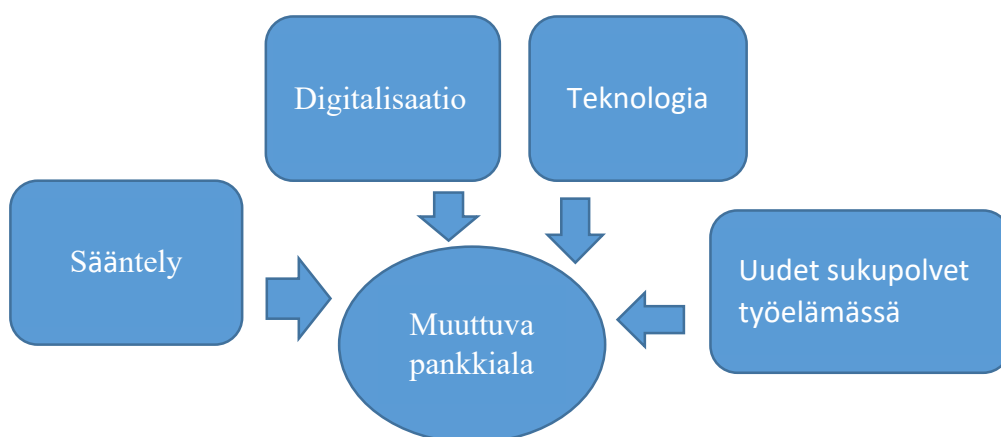 Digitalisaatio
Teknologia
Sääntely
Uudet sukupolvet
työelämässä
Muuttuva
pankkiala